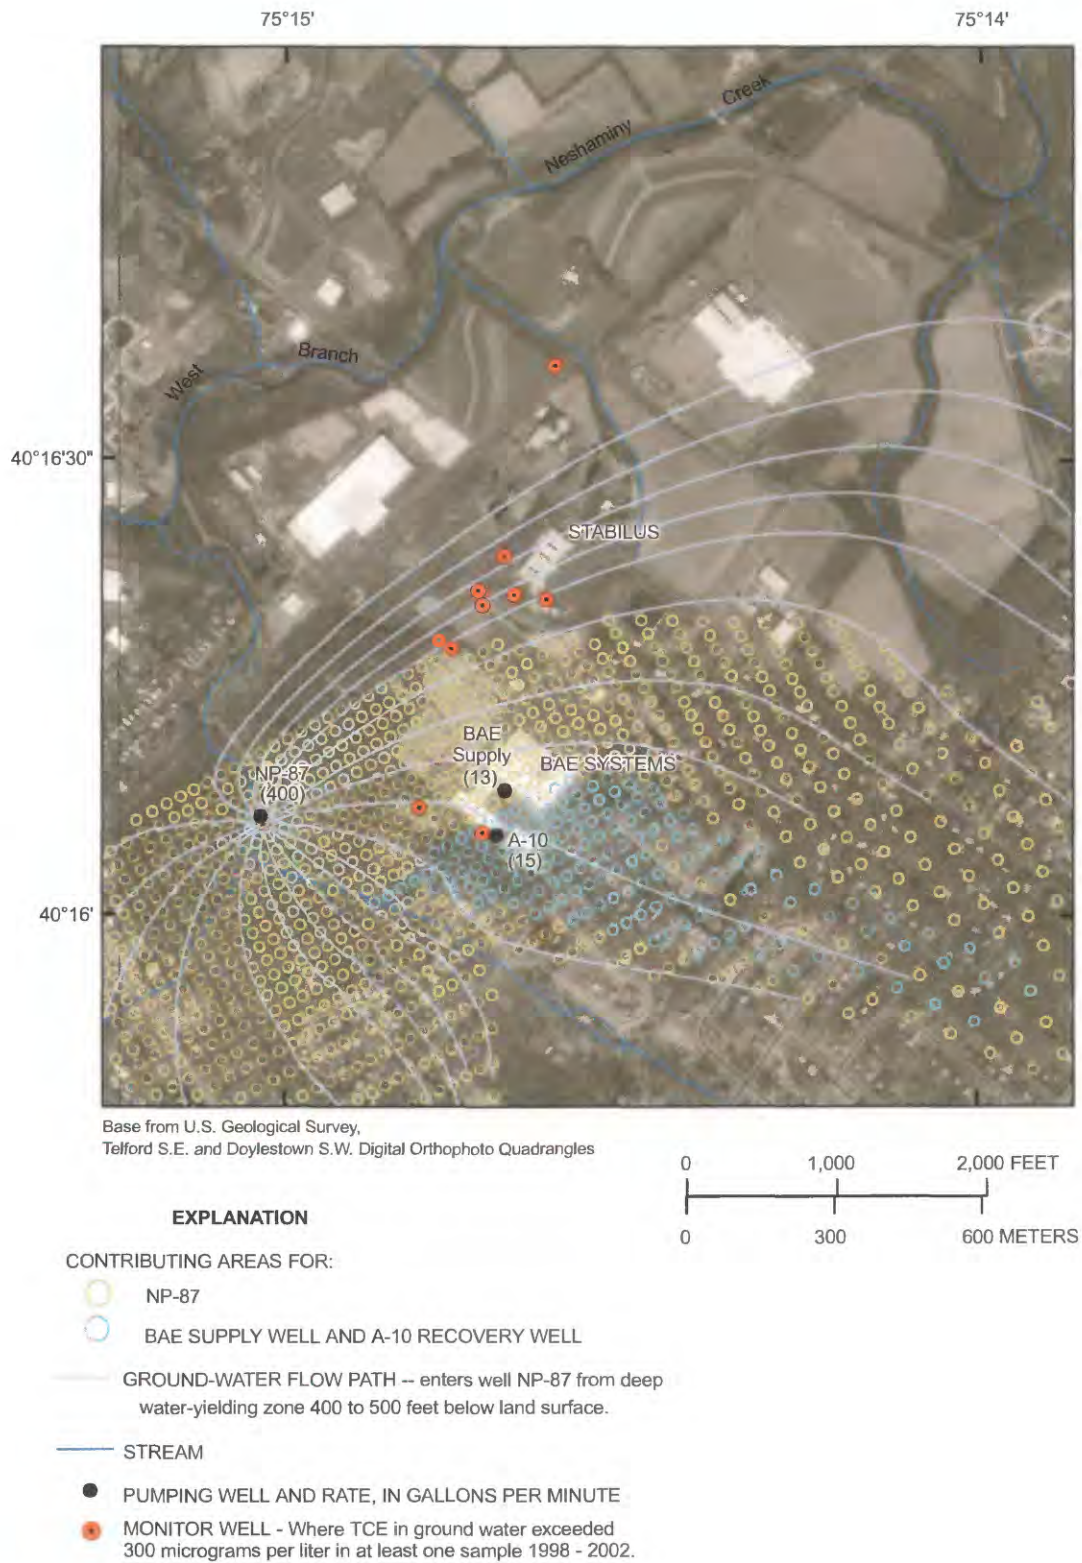 75°15'
75°14'
Creek
Neshaminy
Branch
West
40°16'30"
STABILUS
BAE
Supply
(13)
BAE SYSTEMS
NP-87
(400)
A-10
(15)
40°16'
Base from U.S. Geological Survey,
Telford S.E. and Doylestown S.W. Digital Orthophoto Quadrangles
0 1,000 2,000 FEET
0 300 600 METERS
EXPLANATION
CONTRIBUTING AREAS FOR:
NP-87
BAE SUPPLY WELL AND A-10 RECOVERY WELL
GROUND-WATER FLOW PATH -- enters well NP-87 from deep
water-yielding zone 400 to 500 feet below land surface.
STREAM
PUMPING WELL AND RATE, IN GALLONS PER MINUTE
MONITOR WELL - Where TCE in ground water exceeded
300 micrograms per liter in at least one sample 1998 - 2002.